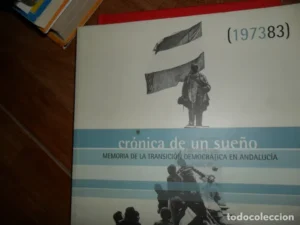 (197383)
crónica de un sueño
MEMORIA DE LA TRANSICIÓN DEMOCRÁTICA EN ANDALUCÍA
todocoleccion